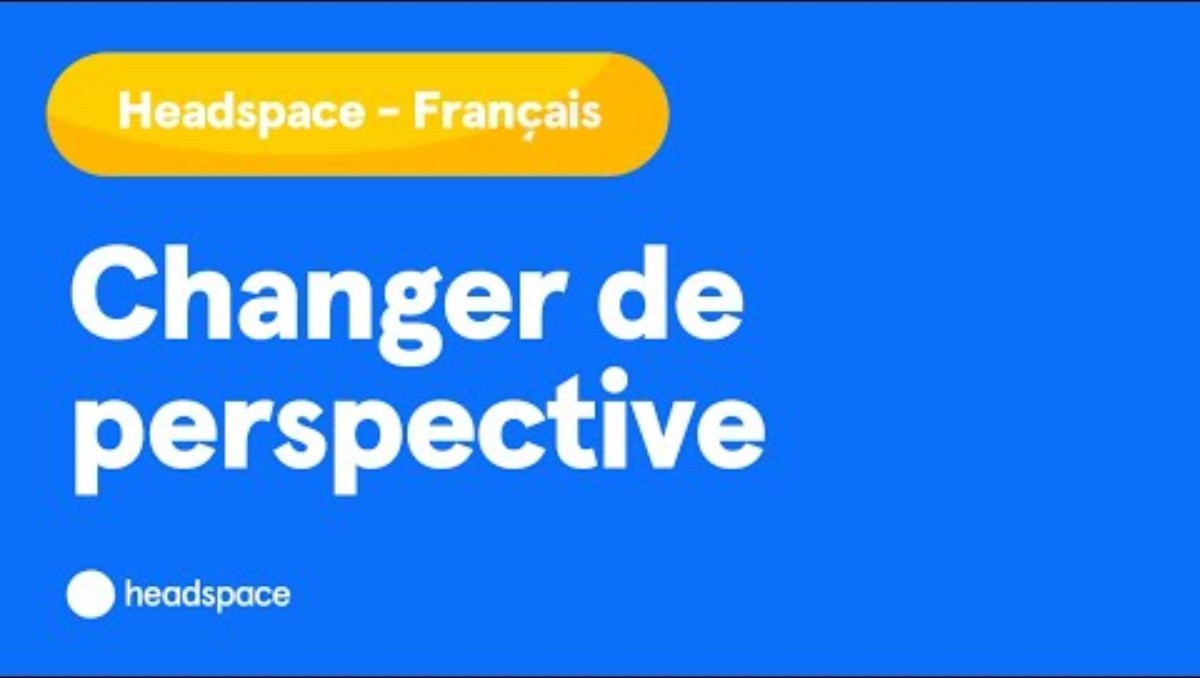 Headspace - Français
Changer de
perspective
headspace